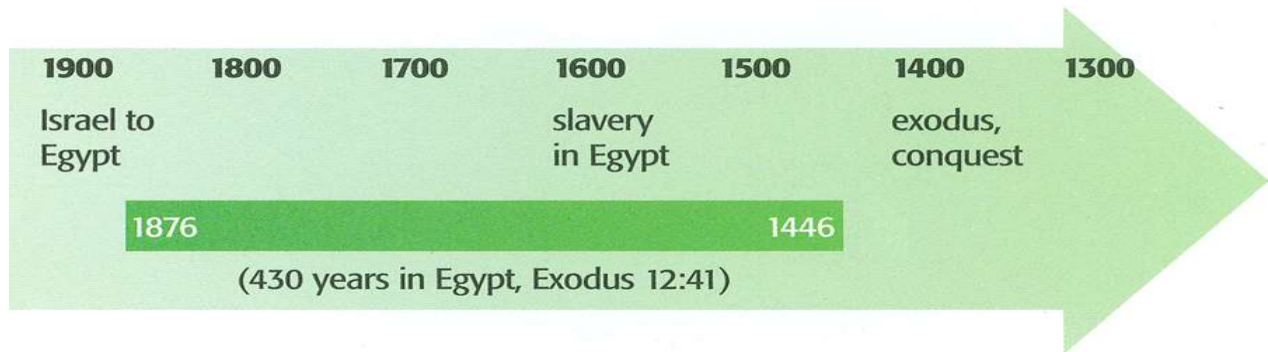 1900 1800 1700 1600 1500 1400 1300
Israel to slavery exodus,
Egypt in Egypt conquest
1876 1446
(430 years in Egypt, Exodus 12:41)